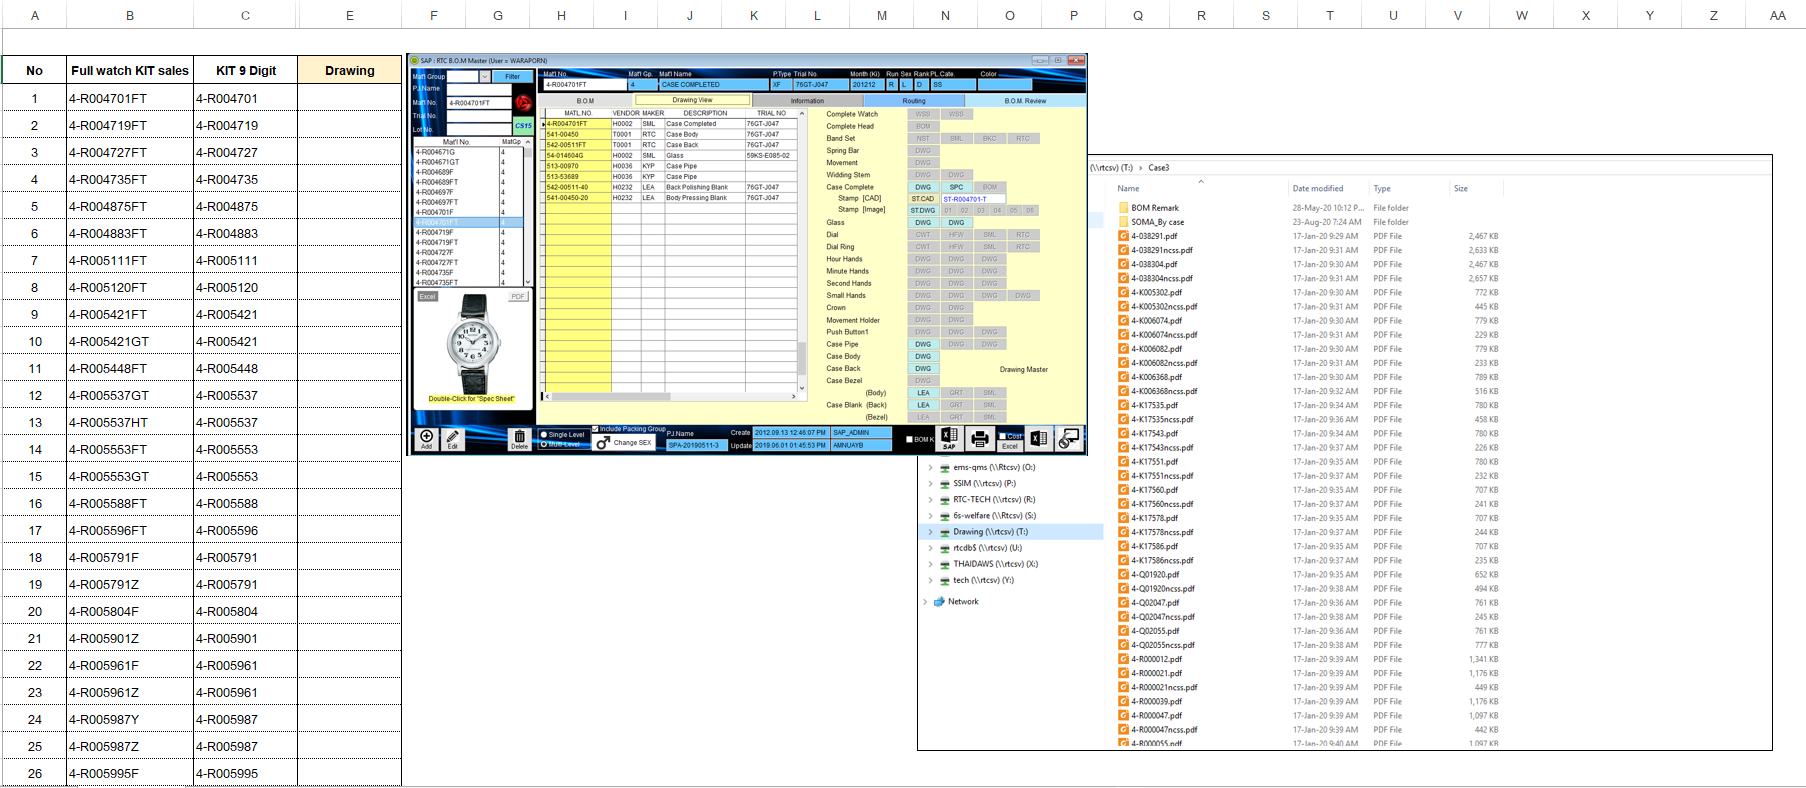 A B C E F G H I J K L M N O P Q R S T U V W X Y Z AA
No Full watch KIT sales KIT 9 Digit Drawing
1 4-R004701FT 4-R004701
2 4-R004719FT 4-R004719
3 4-R004727FT 4-R004727
4 4-R004735FT 4-R004735
5 4-R004875FT 4-R004875
6 4-R004883FT 4-R004883
7 4-R005111FT 4-R005111
8 4-R005120FT 4-R005120
9 4-R005421FT 4-R005421
10 4-R005421GT 4-R005421
11 4-R005448FT 4-R005448
12 4-R005537GT 4-R005537
13 4-R005537HT 4-R005537
14 4-R005553FT 4-R005553
15 4-R005553GT 4-R005553
16 4-R005588FT 4-R005588
17 4-R005596FT 4-R005596
18 4-R005791F 4-R005791
19 4-R005791Z 4-R005791
20 4-R005804F 4-R005804
21 4-R005901Z 4-R005901
22 4-R005961F 4-R005961
23 4-R005961Z 4-R005961
24 4-R005987Y 4-R005987
25 4-R005987Z 4-R005987
26 4-R005995F 4-R005995
SAP : RTC B.O.M Master (User = WARAPORN)
Mat'l Group Filter
P.I.Name
Mat'l No. 4-R004701FT
Trial No.
Lot No. CS15
Mat'l No. MatGp
4-R004671G 4
4-R004671GT 4
4-R004689F 4
4-R004689FT 4
4-R004697F 4
4-R004697FT 4
4-R004701F 4
4-R004701FT 4
4-R004719F 4
4-R004719FT 4
4-R004727F 4
4-R004727FT 4
4-R004735F 4
4-R004735FT 4
Excel PDF
Double-Click for "Spec Sheet"
Mat'l No. Mat'l Gp. Mat'l Name P.Type Trial No. Month (Ki) Run Sex Rank PL.Cate. Color
4-R004701FT 4 CASE COMPLETED XF 76GT-J047 201212 R L D SS
B.O.M Drawing View Information Routing B.O.M. Review
MATL.NO. VENDOR MAKER DESCRIPTION TRIAL NO
4-R004701FT H0002 SML Case Completed 76GT-J047
541-00450 T0001 RTC Case Body 76GT-J047
542-00511FT T0001 RTC Case Back 76GT-J047
54-014604G H0002 SML Glass 59KS-E085-02
513-00970 H0036 KYP Case Pipe
513-53689 H0036 KYP Case Pipe
542-00511-40 H0232 LEA Back Polishing Blank 76GT-J047
541-00450-20 H0232 LEA Body Pressing Blank 76GT-J047
Complete Watch WSS WSS
Complete Head BOM
Band Set NST SML BKC RTC
Spring Bar DWG
Movement DWG
Widding Stem DWG DWG
Case Complete DWG SPC BOM
Stamp [CAD] ST.CAD ST-R004701-T
Stamp [Image] ST.DWG 01 02 03 04 05 06
Glass DWG DWG
Dial CWT HFW SML RTC
Dial Ring CWT HFW SML RTC
Hour Hands DWG DWG DWG
Minute Hands DWG DWG DWG
Second Hands DWG DWG DWG
Small Hands DWG DWG DWG DWG
Crown DWG DWG
Movement Holder DWG DWG
Push Button1 DWG DWG DWG
Case Pipe DWG DWG DWG
Case Body DWG
Case Back DWG Drawing Master
Case Bezel DWG
(Body) LEA GRT SML
Case Blank (Back) LEA GRT SML
(Bezel) LEA GRT SML
Add Edit Delete
Single Level
Multi-Level
Include Packing Group
Change SEX
P.I.Name
SPA-20190511-3
Create 2012.09.13 12:46:07 PM SAP_ADMIN
Update 2019.06.01 01:45:53 PM AMNUAYB
BOM K
SAP
Cost
Excel
(\\rtcsv) (T:) › Case3
Name Date modified Type Size
BOM Remark 28-May-20 10:12 P... File folder
SOMA_By case 23-Aug-20 7:24 AM File folder
4-038291.pdf 17-Jan-20 9:29 AM PDF File 2,467 KB
4-038291ncss.pdf 17-Jan-20 9:31 AM PDF File 2,633 KB
4-038304.pdf 17-Jan-20 9:30 AM PDF File 2,467 KB
4-038304ncss.pdf 17-Jan-20 9:31 AM PDF File 2,657 KB
4-K005302.pdf 17-Jan-20 9:30 AM PDF File 772 KB
4-K005302ncss.pdf 17-Jan-20 9:31 AM PDF File 445 KB
4-K006074.pdf 17-Jan-20 9:30 AM PDF File 779 KB
4-K006074ncss.pdf 17-Jan-20 9:31 AM PDF File 229 KB
4-K006082.pdf 17-Jan-20 9:30 AM PDF File 779 KB
4-K006082ncss.pdf 17-Jan-20 9:31 AM PDF File 233 KB
4-K006368.pdf 17-Jan-20 9:30 AM PDF File 789 KB
4-K006368ncss.pdf 17-Jan-20 9:32 AM PDF File 516 KB
4-K17535.pdf 17-Jan-20 9:34 AM PDF File 780 KB
4-K17535ncss.pdf 17-Jan-20 9:36 AM PDF File 458 KB
4-K17543.pdf 17-Jan-20 9:34 AM PDF File 780 KB
4-K17543ncss.pdf 17-Jan-20 9:37 AM PDF File 226 KB
4-K17551.pdf 17-Jan-20 9:35 AM PDF File 780 KB
4-K17551ncss.pdf 17-Jan-20 9:37 AM PDF File 232 KB
4-K17560.pdf 17-Jan-20 9:35 AM PDF File 707 KB
4-K17560ncss.pdf 17-Jan-20 9:37 AM PDF File 241 KB
4-K17578.pdf 17-Jan-20 9:35 AM PDF File 707 KB
4-K17578ncss.pdf 17-Jan-20 9:37 AM PDF File 244 KB
4-K17586.pdf 17-Jan-20 9:35 AM PDF File 707 KB
4-K17586ncss.pdf 17-Jan-20 9:37 AM PDF File 235 KB
4-Q01920.pdf 17-Jan-20 9:35 AM PDF File 652 KB
4-Q01920ncss.pdf 17-Jan-20 9:38 AM PDF File 494 KB
4-Q02047.pdf 17-Jan-20 9:36 AM PDF File 761 KB
4-Q02047ncss.pdf 17-Jan-20 9:38 AM PDF File 245 KB
4-Q02055.pdf 17-Jan-20 9:36 AM PDF File 761 KB
4-Q02055ncss.pdf 17-Jan-20 9:38 AM PDF File 777 KB
4-R000012.pdf 17-Jan-20 9:39 AM PDF File 1,341 KB
4-R000021.pdf 17-Jan-20 9:39 AM PDF File 1,176 KB
4-R000021ncss.pdf 17-Jan-20 9:39 AM PDF File 449 KB
4-R000039.pdf 17-Jan-20 9:39 AM PDF File 1,176 KB
4-R000047.pdf 17-Jan-20 9:39 AM PDF File 1,097 KB
4-R000047ncss.pdf 17-Jan-20 9:39 AM PDF File 442 KB
4-R000055.pdf 17-Jan-20 9:40 AM PDF File 1,097 KB
ems-qms (\\Rtcsv) (O:)
SSIM (\\rtcsv) (P:)
RTC-TECH (\\rtcsv) (R:)
6s-welfare (\\Rtcsv) (S:)
Drawing (\\rtcsv) (T:)
rtcdb$ (\\rtcsv) (U:)
THAIDAWS (\\rtcsv) (X:)
tech (\\rtcsv) (Y:)
Network